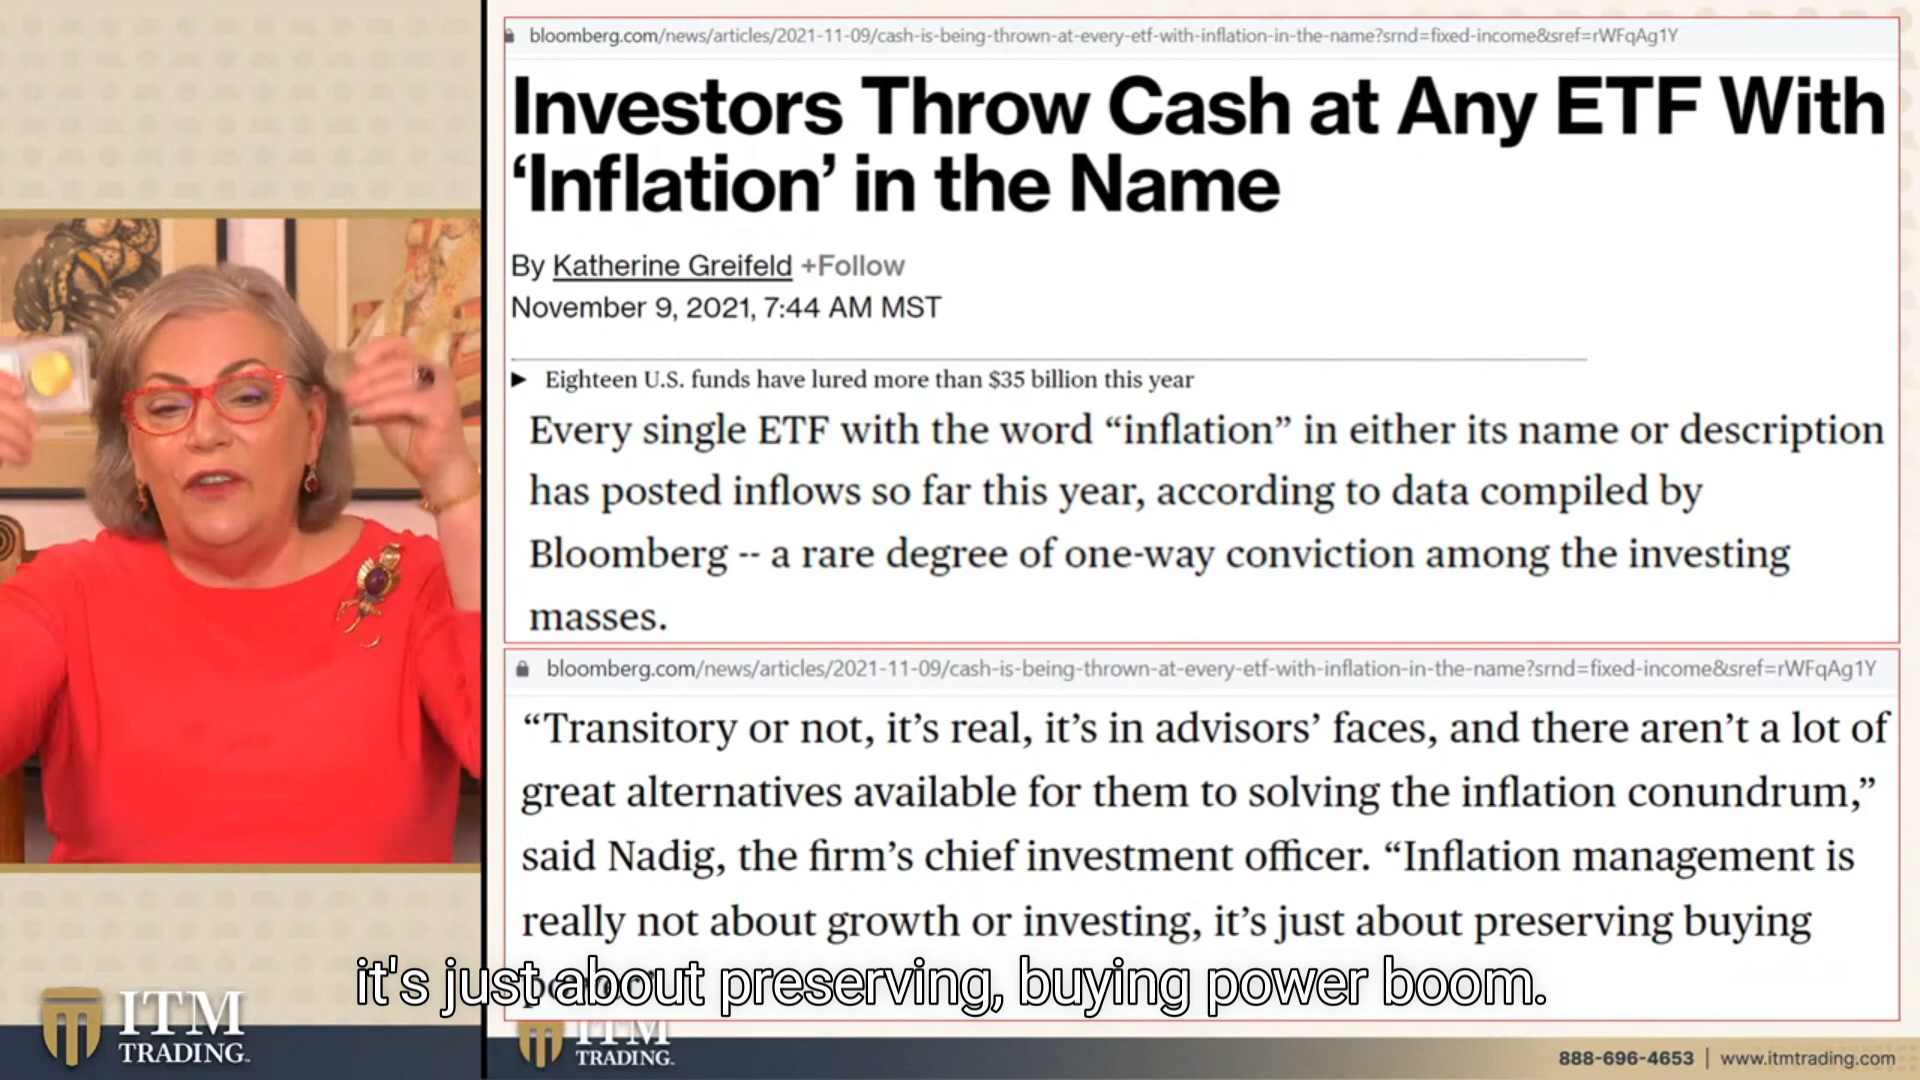 bloomberg.com/news/articles/2021-11-09/cash-is-being-thrown-at-every-etf-with-inflation-in-the-name?srnd=fixed-income&sref=rWFqAg1Y
Investors Throw Cash at Any ETF With
‘Inflation’ in the Name
By Katherine Greifeld +Follow
November 9, 2021, 7:44 AM MST
Eighteen U.S. funds have lured more than $35 billion this year
Every single ETF with the word “inflation” in either its name or description
has posted inflows so far this year, according to data compiled by
Bloomberg -- a rare degree of one-way conviction among the investing
masses.
bloomberg.com/news/articles/2021-11-09/cash-is-being-thrown-at-every-etf-with-inflation-in-the-name?srnd=fixed-income&sref=rWFqAg1Y
“Transitory or not, it’s real, it’s in advisors’ faces, and there aren’t a lot of
great alternatives available for them to solving the inflation conundrum,”
said Nadig, the firm’s chief investment officer. “Inflation management is
really not about growth or investing, it’s just about preserving buying
it's just about preserving, buying power boom.
ITM
TRADING.
ITM
TRADING.
888-696-4653 | www.itmtrading.com